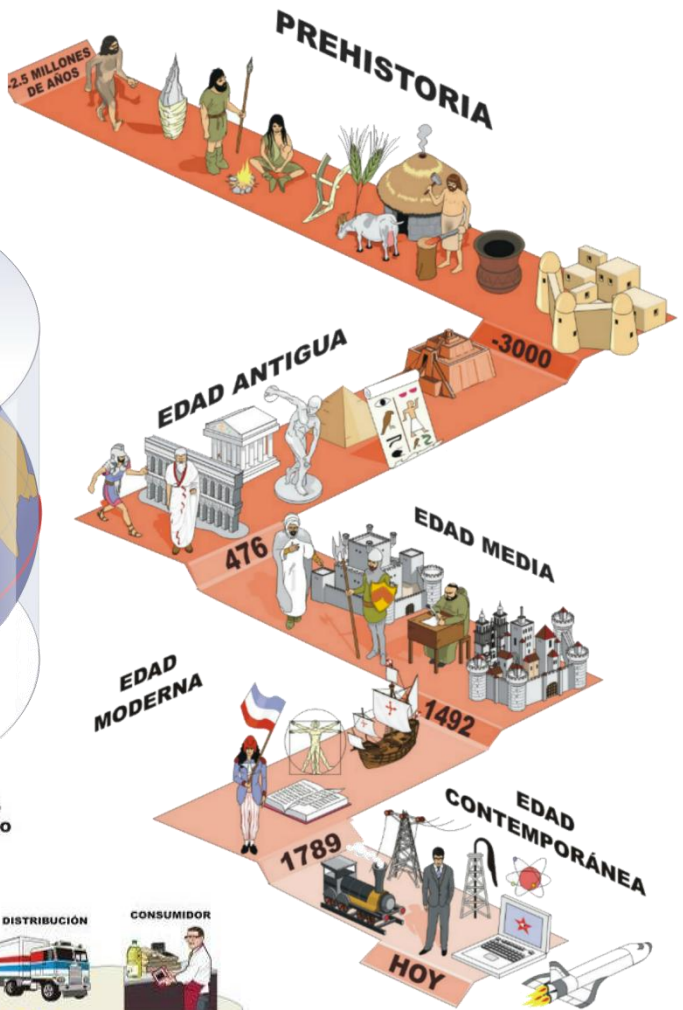 PREHISTORIA
-2.5 MILLONES
DE AÑOS
-3000
EDAD ANTIGUA
476
EDAD MEDIA
EDAD
MODERNA
1492
EDAD
CONTEMPORÁNEA
1789
HOY
DISTRIBUCIÓN
CONSUMIDOR